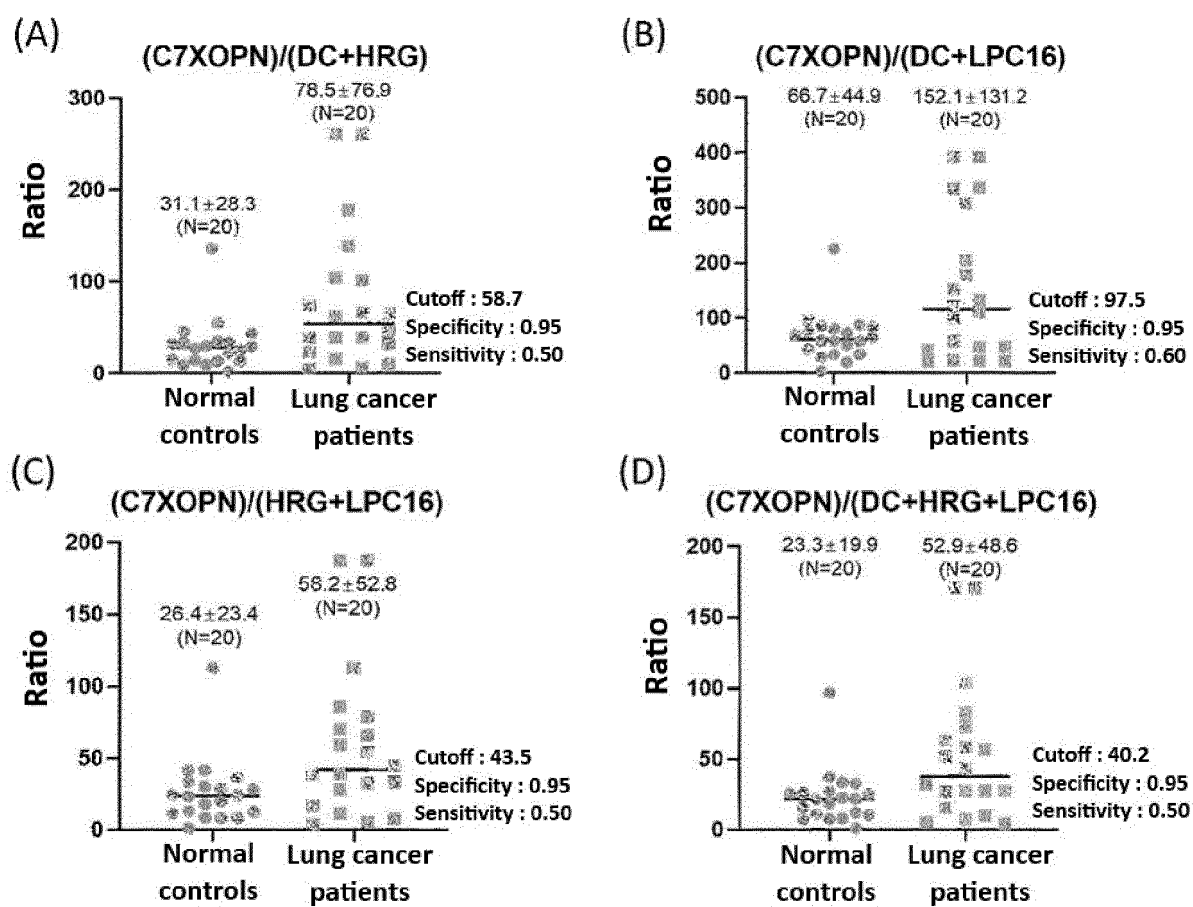 (A)
(C7XOPN)/(DC+HRG)
Ratio
300
200
100
0
31.1±28.3
(N=20)
78.5±76.9
(N=20)
Cutoff : 58.7
Specificity : 0.95
Sensitivity : 0.50
Normal
controls
Lung cancer
patients
(B)
(C7XOPN)/(DC+LPC16)
Ratio
500
400
300
200
100
0
66.7±44.9
(N=20)
152.1±131.2
(N=20)
Cutoff : 97.5
Specificity : 0.95
Sensitivity : 0.60
Normal
controls
Lung cancer
patients
(C)
(C7XOPN)/(HRG+LPC16)
Ratio
200
150
100
50
0
26.4±23.4
(N=20)
58.2±52.8
(N=20)
Cutoff : 43.5
Specificity : 0.95
Sensitivity : 0.50
Normal
controls
Lung cancer
patients
(D)
(C7XOPN)/(DC+HRG+LPC16)
Ratio
200
150
100
50
0
23.3±19.9
(N=20)
52.9±48.6
(N=20)
Cutoff : 40.2
Specificity : 0.95
Sensitivity : 0.50
Normal
controls
Lung cancer
patients